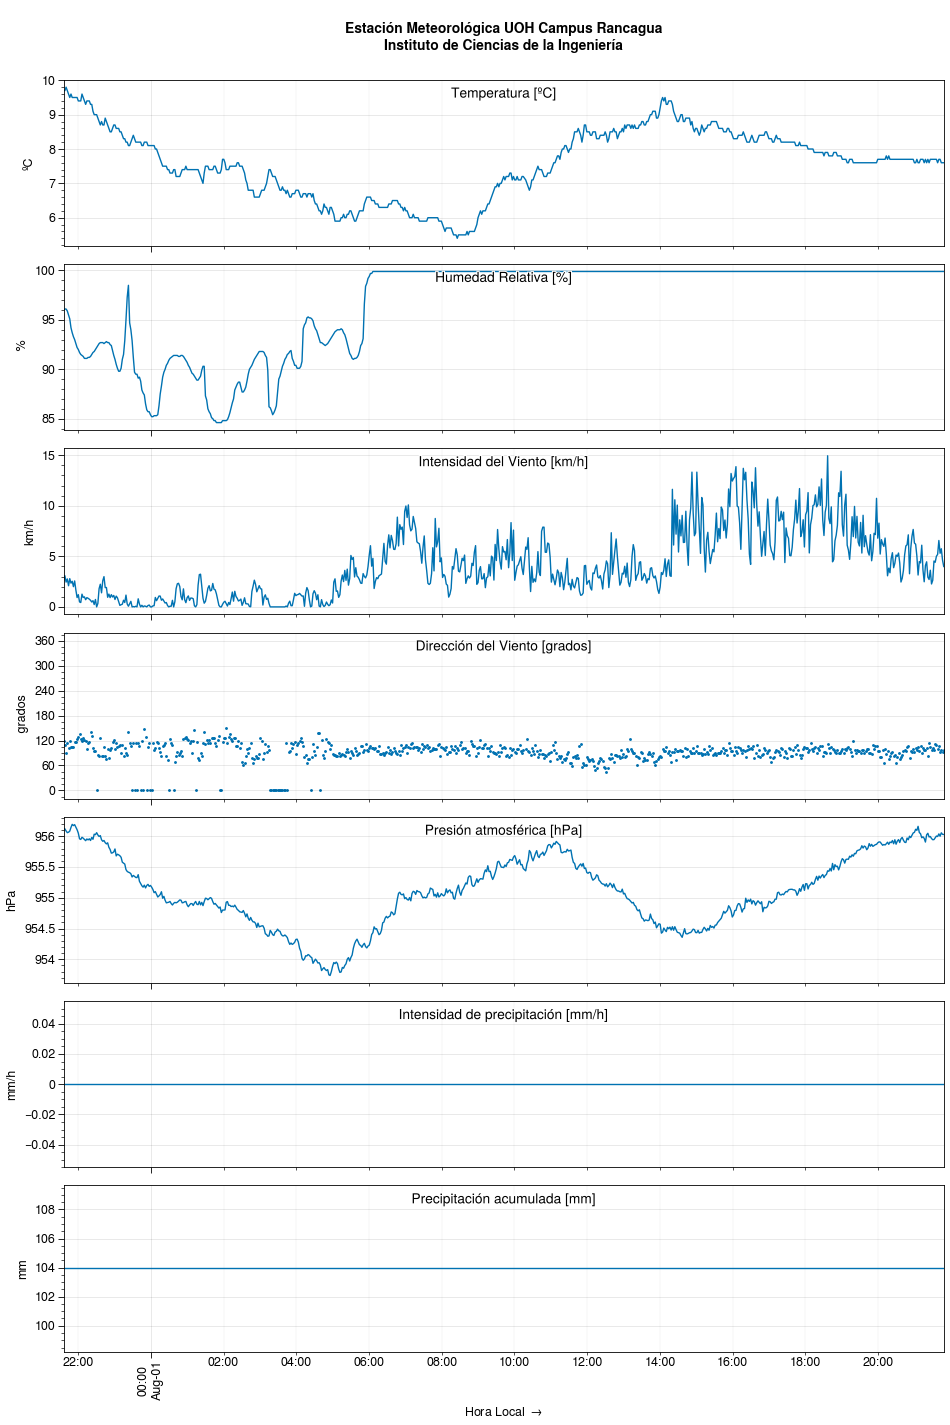 Estación Meteorológica UOH Campus Rancagua
Instituto de Ciencias de la Ingeniería
Temperatura [ºC]
10
9
8
7
6
ºC
Humedad Relativa [%]
100
95
90
85
%
Intensidad del Viento [km/h]
15
10
5
0
km/h
Dirección del Viento [grados]
360
300
240
180
120
60
0
grados
Presión atmosférica [hPa]
956
955.5
955
954.5
954
hPa
Intensidad de precipitación [mm/h]
0.04
0.02
0
−0.02
−0.04
mm/h
Precipitación acumulada [mm]
108
106
104
102
100
mm
22:00 00:00 02:00 04:00 06:00 08:00 10:00 12:00 14:00 16:00 18:00 20:00
Aug-01
Hora Local →